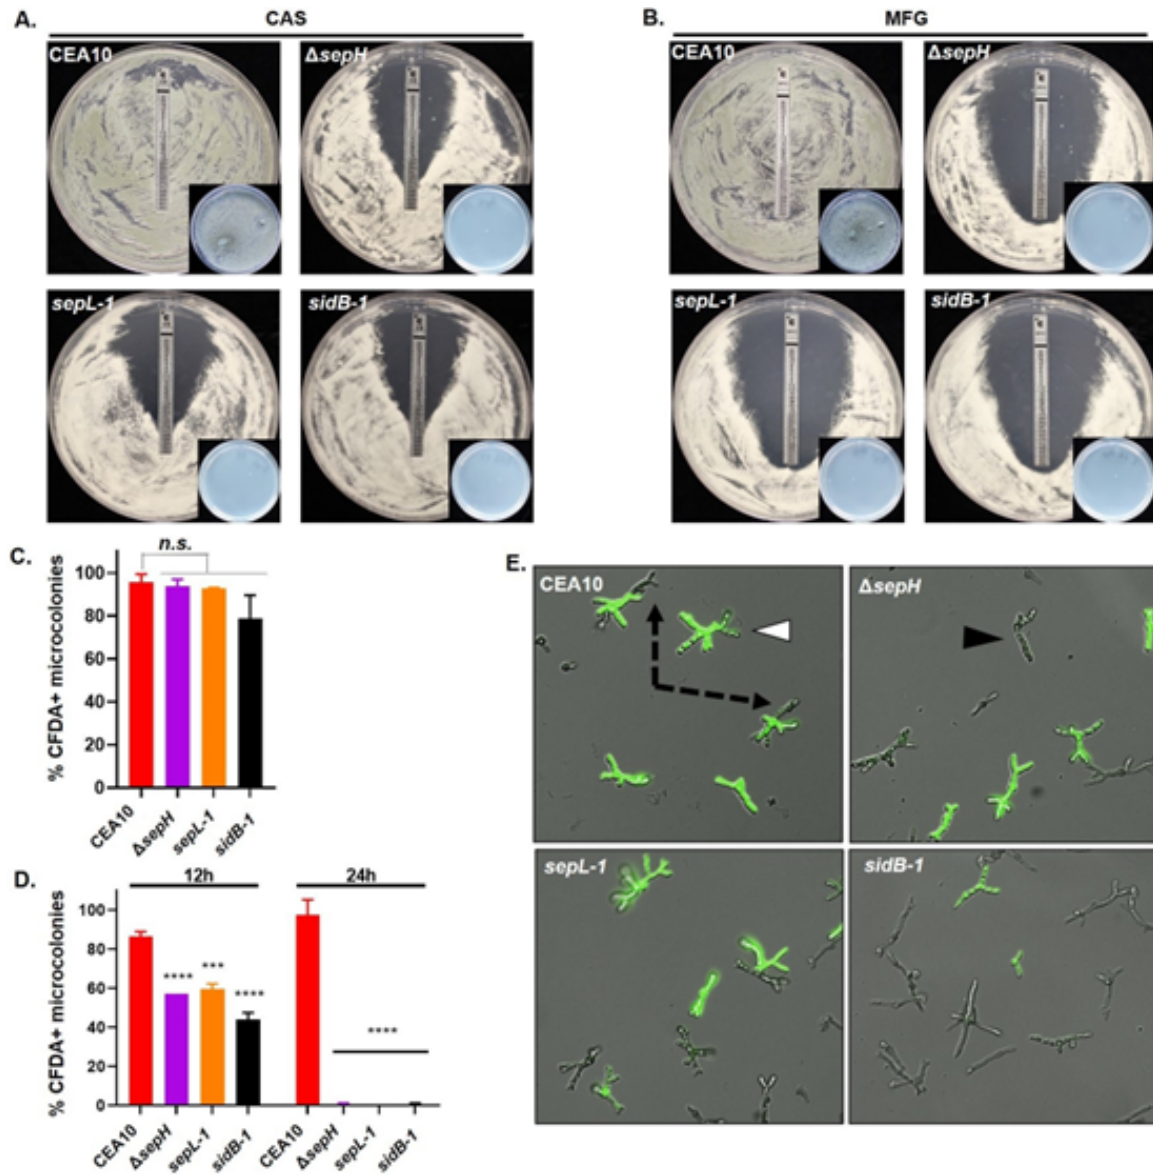 A.
CAS
CEA10
ΔsepH
sepL-1
sidB-1
B.
MFG
CEA10
ΔsepH
sepL-1
sidB-1
C.
% CFDA+ microcolonies
100
80
60
40
20
0
n.s.
CEA10
ΔsepH
sepL-1
sidB-1
D.
% CFDA+ microcolonies
100
80
60
40
20
0
12h
24h
****
***
****
****
CEA10
ΔsepH
sepL-1
sidB-1
CEA10
ΔsepH
sepL-1
sidB-1
E.
CEA10
ΔsepH
sepL-1
sidB-1